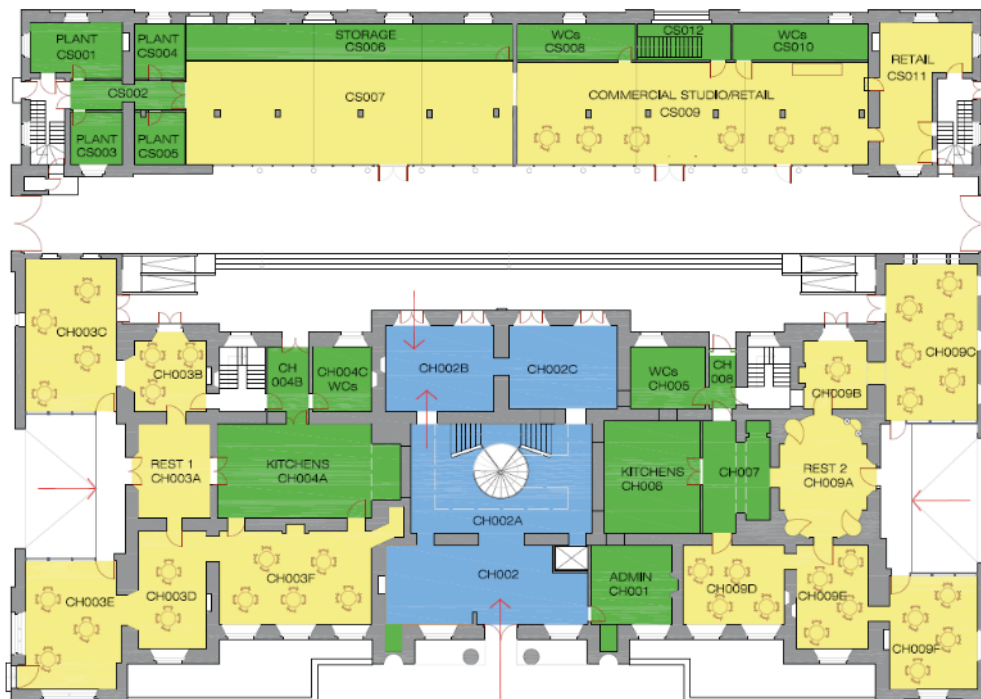 PLANT
CS001
PLANT
CS004
STORAGE
CS006
WCs
CS008
CS012
WCs
CS010
RETAIL
CS011
CS002
CS007
COMMERCIAL STUDIO/RETAIL
CS009
PLANT
CS003
PLANT
CS005
CH003C
CH003B
CH
004B
CH004C
WCs
CH002B
CH002C
WCs
CH005
CH
008
CH009B
CH009C
REST 1
CH003A
KITCHENS
CH004A
CH002A
KITCHENS
CH006
CH007
REST 2
CH009A
CH003E
CH003D
CH003F
CH002
ADMIN
CH001
CH009D
CH009E
CH009F